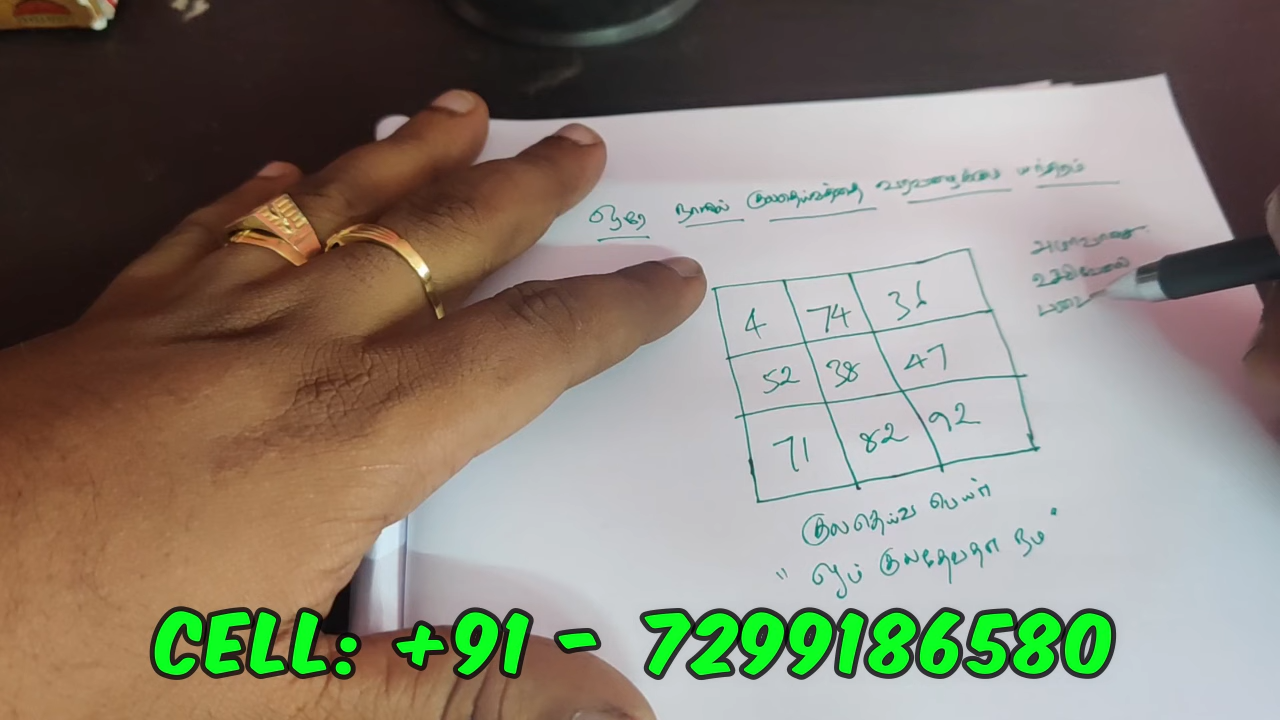 ஒரே நாளில் குலதெய்வத்தை வரவழைக்கும் மந்திரம்
அமாவாசை
உச்சிவேளை
4 74 36
52 38 47
71 82 92
குலதெய்வ பெயர்
" ஓம் குலதேவதா நம "
CELL: +91 - 7299186580